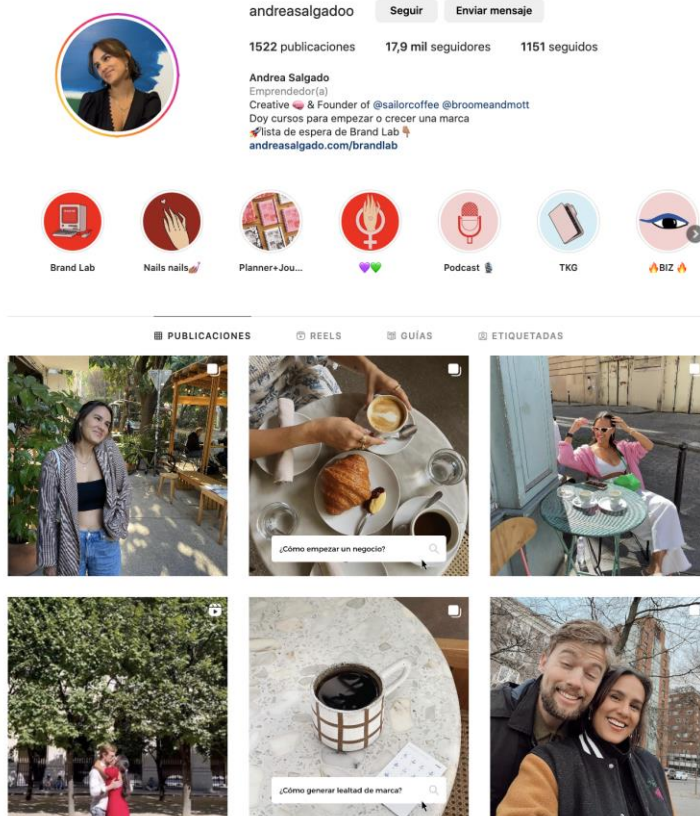 andreasalgadoo Seguir Enviar mensaje
1522 publicaciones 17,9 mil seguidores 1151 seguidos
Andrea Salgado
Emprendedor(a)
Creative 🧠 & Founder of @sailorcoffee @broomeandmott
Doy cursos para empezar o crecer una marca
🚀lista de espera de Brand Lab👇🏽
andreasalgado.com/brandlab
Brand Lab Nails nails💅🏽 Planner+Jou... 💜💚 Podcast 🎙 TKG 🔥BIZ 🔥
PUBLICACIONES REELS GUÍAS ETIQUETADAS
¿Cómo empezar un negocio?
¿Cómo generar lealtad de marca?